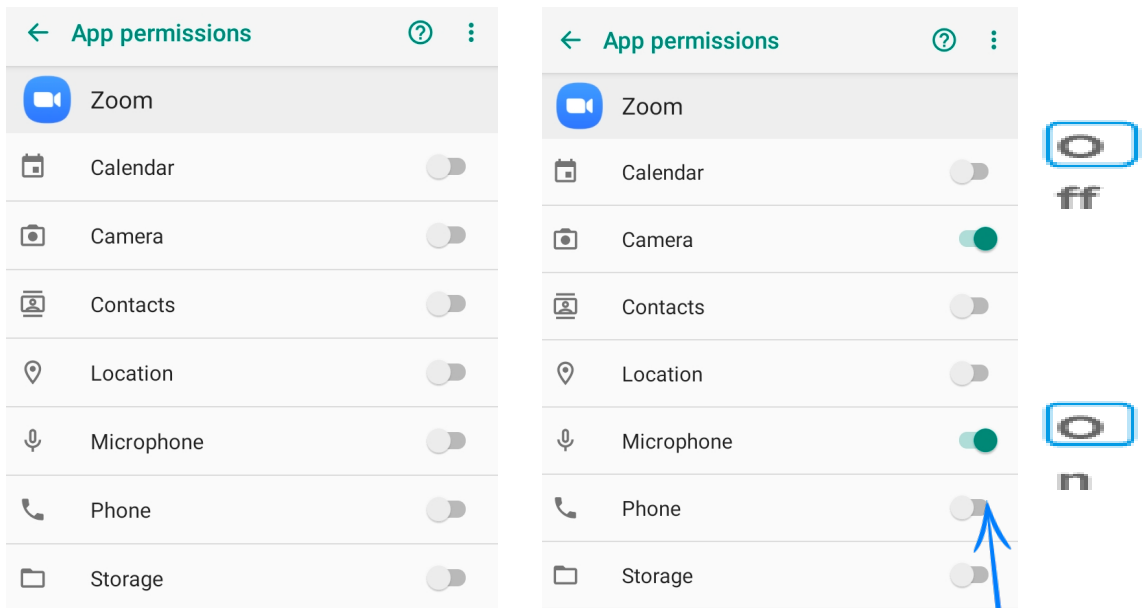 App permissions
Zoom
Calendar
Camera
Contacts
Location
Microphone
Phone
Storage
App permissions
Zoom
Calendar
Camera
Contacts
Location
Microphone
Phone
Storage
o
ff
o
n